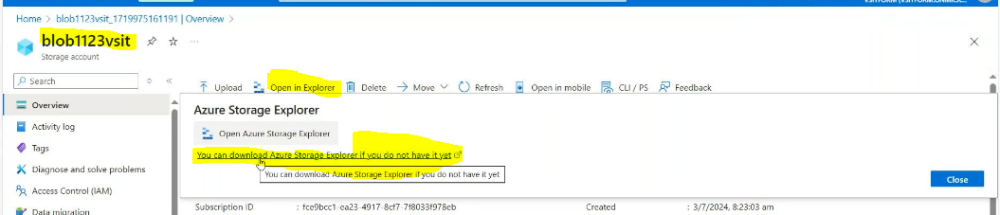 Home > blob1123vsit_1719975161191 | Overview >
blob1123vsit
Storage account
Search
Upload Open in Explorer Delete Move Refresh Open in mobile CLI / PS Feedback
Overview
Activity log
Tags
Diagnose and solve problems
Access Control (IAM)
Data migration
Azure Storage Explorer
Open Azure Storage Explorer
You can download Azure Storage Explorer if you do not have it yet
You can download Azure Storage Explorer if you do not have it yet
Close
Subscription ID : fce9bcc1-ea23-4917-8cf7-7f8033f978eb Created : 3/7/2024, 8:23:03 am